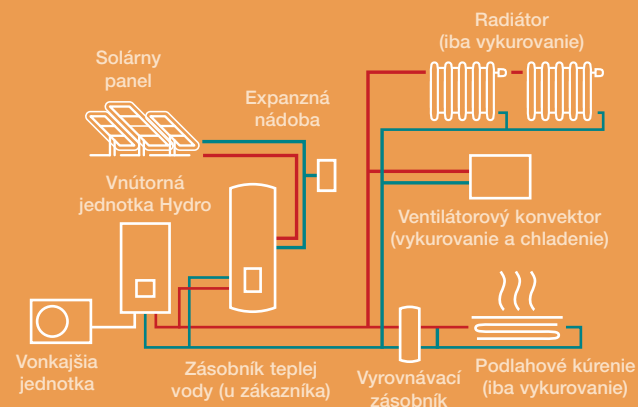 Radiátor
(iba vykurovanie)
Solárny
panel
Expanzná
nádoba
Vnútorná
jednotka Hydro
Ventilátorový konvektor
(vykurovanie a chladenie)
Vonkajšia
jednotka
Zásobník teplej
vody (u zákazníka)
Vyrovnávací
zásobník
Podlahové kúrenie
(iba vykurovanie)